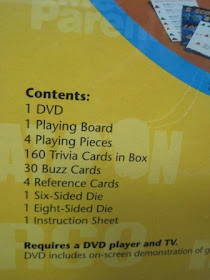 Parent
Contents:
1 DVD
1 Playing Board
4 Playing Pieces
160 Trivia Cards in Box
30 Buzz Cards
4 Reference Cards
1 Six-Sided Die
1 Eight-Sided Die
1 Instruction Sheet
Requires a DVD player and TV.
DVD includes on-screen demonstration of